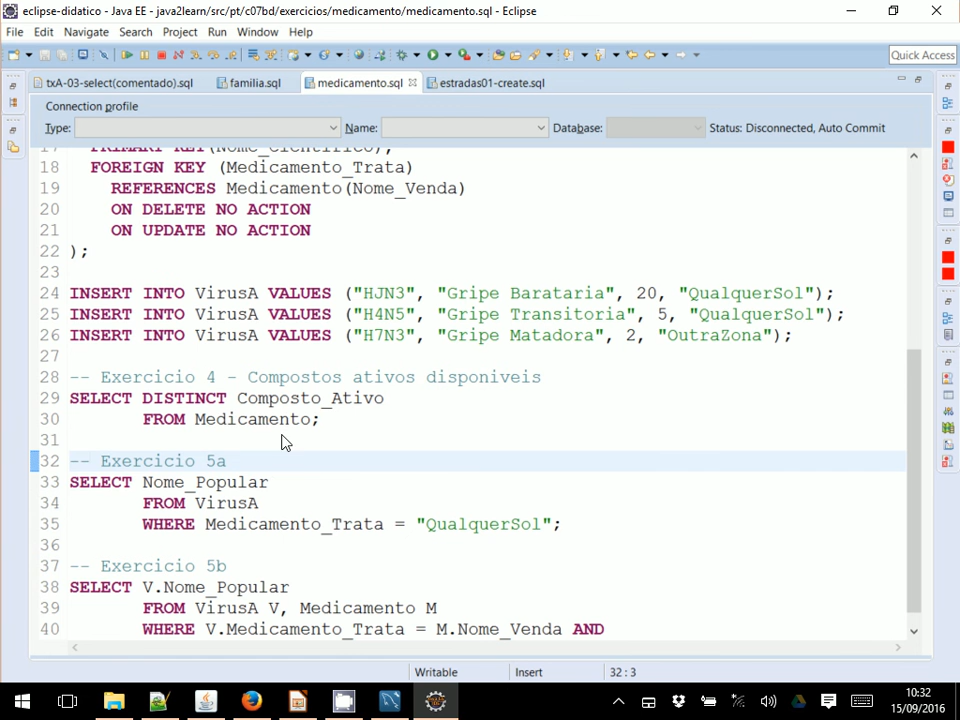 eclipse-didatico - Java EE - java2learn/src/pt/c07bd/exercicios/medicamento/medicamento.sql - Eclipse
File Edit Navigate Search Project Run Window Help
Quick Access
txA-03-select(comentado).sql familia.sql medicamento.sql estradas01-create.sql
Connection profile
Type: Name: Database: Status: Disconnected, Auto Commit
17 PRIMARY KEY(Nome_Cientifico),
18 FOREIGN KEY (Medicamento_Trata)
19 REFERENCES Medicamento(Nome_Venda)
20 ON DELETE NO ACTION
21 ON UPDATE NO ACTION
22 );
23
24 INSERT INTO VirusA VALUES ("HJN3", "Gripe Barataria", 20, "QualquerSol");
25 INSERT INTO VirusA VALUES ("H4N5", "Gripe Transitoria", 5, "QualquerSol");
26 INSERT INTO VirusA VALUES ("H7N3", "Gripe Matadora", 2, "OutraZona");
27
28 -- Exercicio 4 - Compostos ativos disponiveis
29 SELECT DISTINCT Composto_Ativo
30 FROM Medicamento;
31
32 -- Exercicio 5a
33 SELECT Nome_Popular
34 FROM VirusA
35 WHERE Medicamento_Trata = "QualquerSol";
36
37 -- Exercicio 5b
38 SELECT V.Nome_Popular
39 FROM VirusA V, Medicamento M
40 WHERE V.Medicamento_Trata = M.Nome_Venda AND
Writable Insert 32 : 3
10:32
15/09/2016